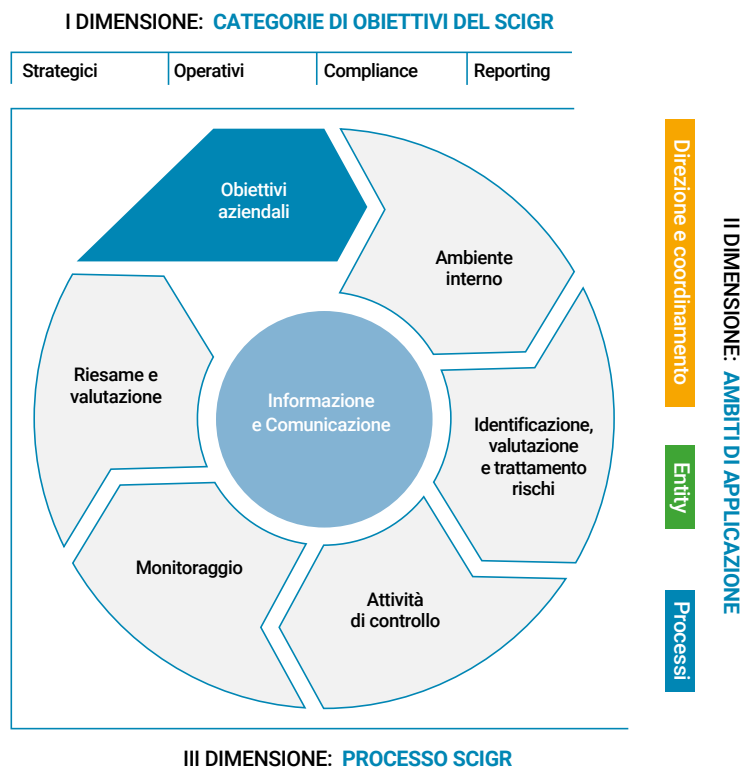 I DIMENSIONE: CATEGORIE DI OBIETTIVI DEL SCIGR
Strategici
Operativi
Compliance
Reporting
Obiettivi
aziendali
Ambiente
interno
Identificazione,
valutazione
e trattamento
rischi
Attività
di controllo
Monitoraggio
Riesame e
valutazione
Informazione
e Comunicazione
Direzione e coordinamento
Entity
Processi
II DIMENSIONE: AMBITI DI APPLICAZIONE
III DIMENSIONE: PROCESSO SCIGR